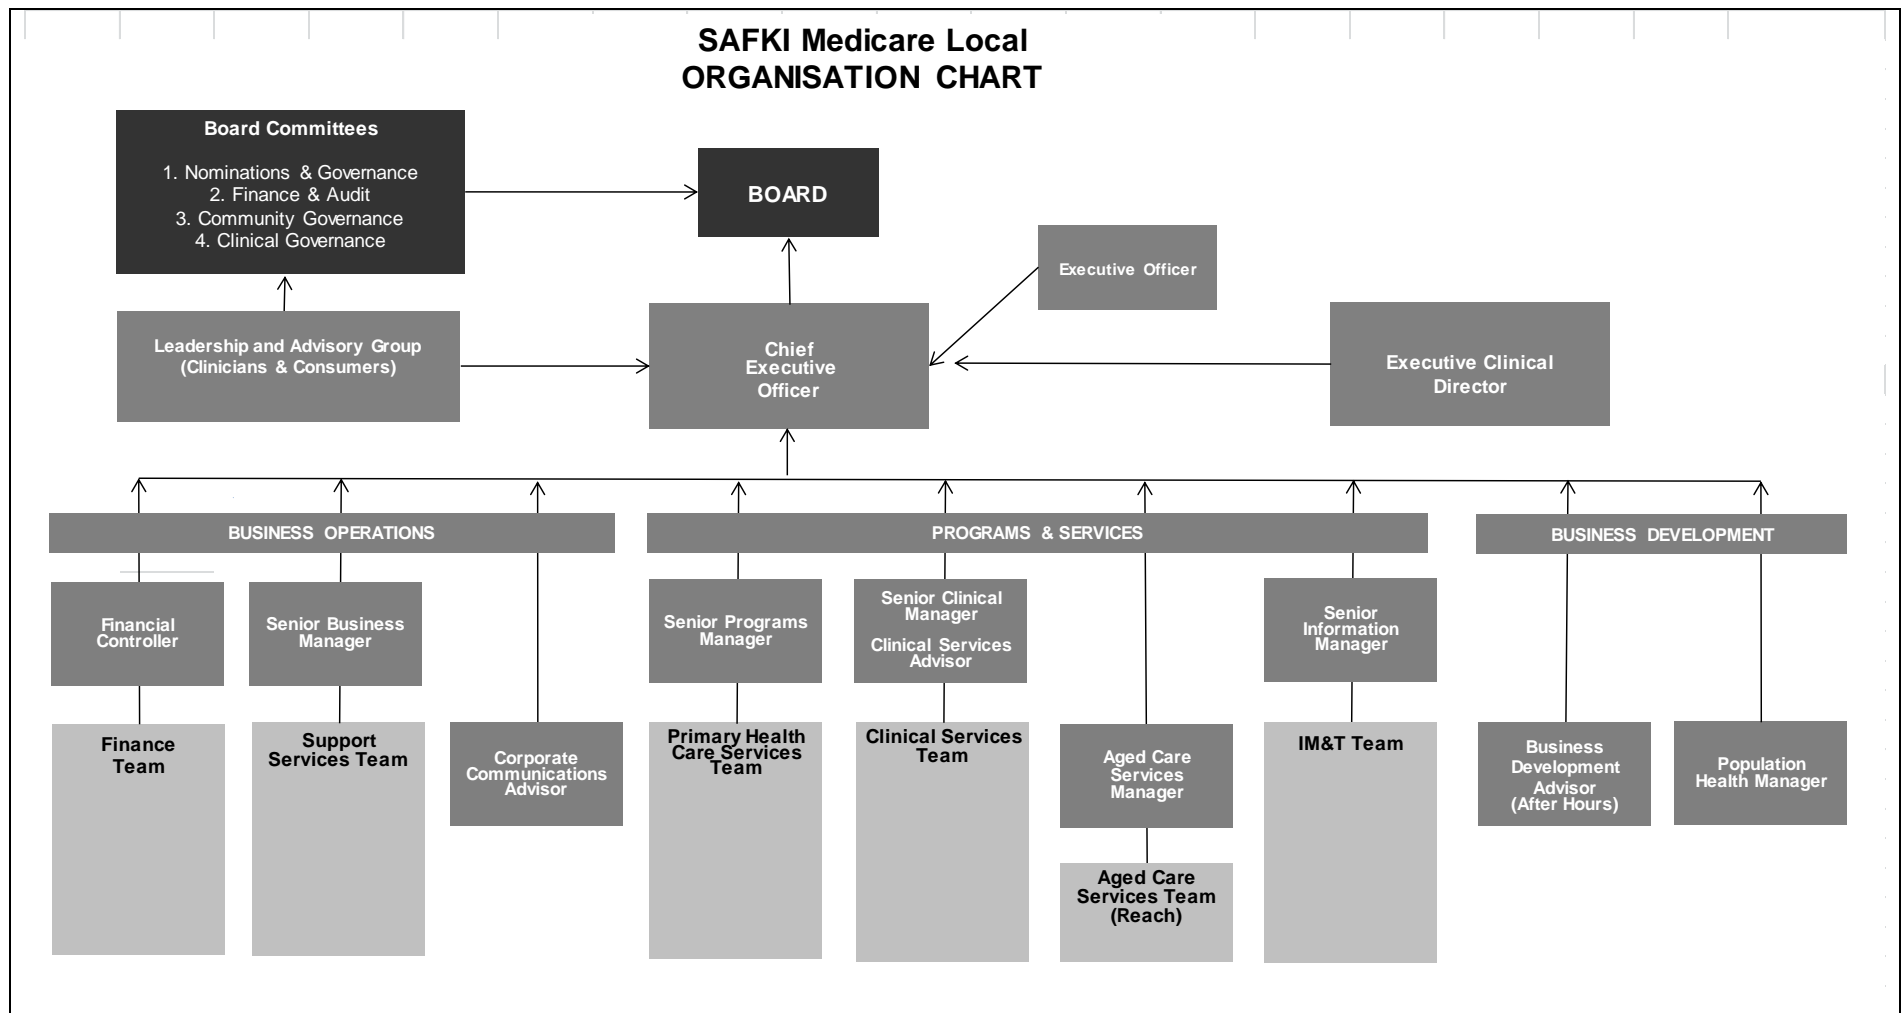 SAFKI Medicare Local
ORGANISATION CHART
Board Committees
1. Nominations & Governance
2. Finance & Audit
3. Community Governance
4. Clinical Governance
BOARD
Executive Officer
Leadership and Advisory Group
(Clinicians & Consumers)
Chief
Executive
Officer
Executive Clinical
Director
BUSINESS OPERATIONS
PROGRAMS & SERVICES
BUSINESS DEVELOPMENT
Financial
Controller
Senior Business
Manager
Senior Programs
Manager
Senior Clinical
Manager
Clinical Services
Advisor
Senior
Information
Manager
Finance
Team
Support
Services Team
Corporate
Communications
Advisor
Primary Health
Care Services
Team
Clinical Services
Team
Aged Care
Services
Manager
IM&T Team
Business
Development
Advisor
(After Hours)
Population
Health Manager
Aged Care
Services Team
(Reach)